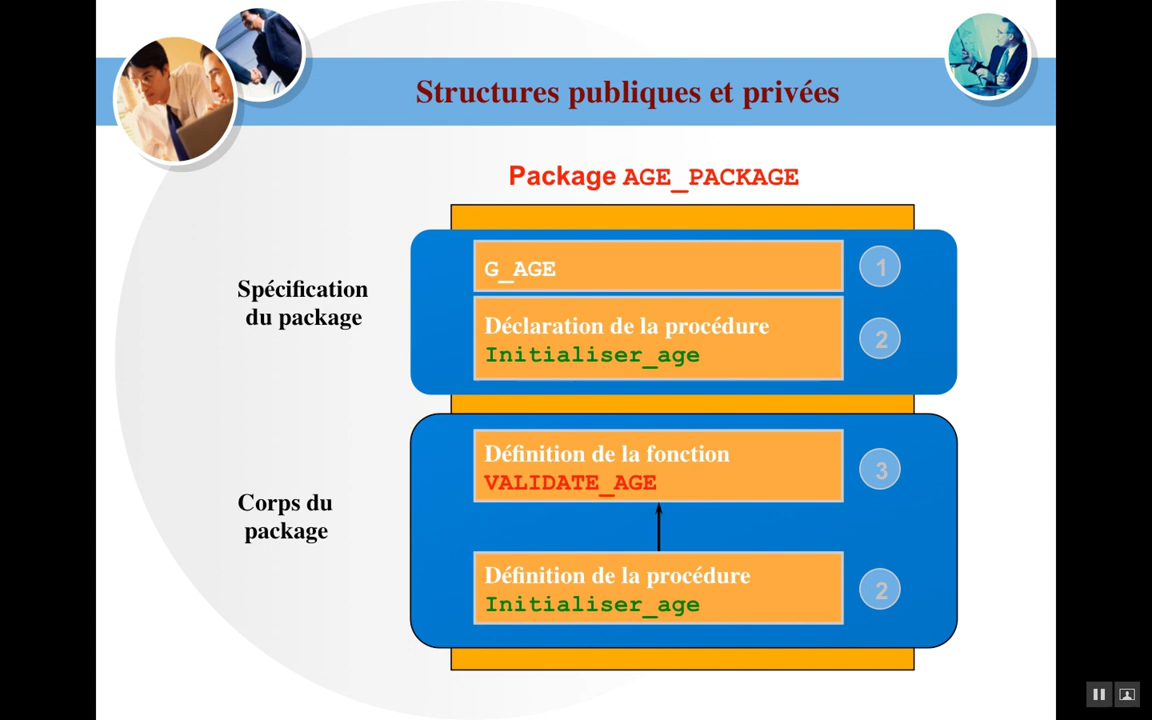 Structures publiques et privées
Package AGE_PACKAGE
Spécification
du package
G_AGE
1
Déclaration de la procédure
Initialiser_age
2
Corps du
package
Définition de la fonction
VALIDATE_AGE
3
Définition de la procédure
Initialiser_age
2